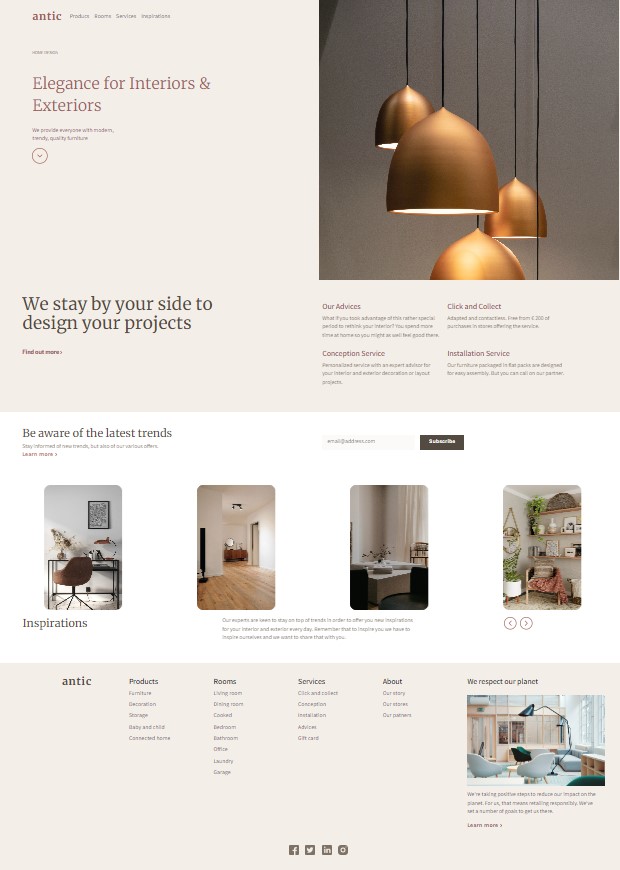 antic
Products Rooms Services Inspirations
Elegance for Interiors &
Exteriors
We provide everyone with modern,
trendy, quality furniture
We stay by your side to
design your projects
Find out more ›
Our Advices
What if you took advantage of this rather special
period to rethink your interior? You spend more
time at home so you might as well feel good there.
Click and Collect
Adapted and contactless. Free from € 300 of
purchases in stores offering the service.
Conception Service
Personalized service with an expert advisor for
your interior and exterior decoration or layout
projects.
Installation Service
Our furniture packaged in flat packs are designed
for easy assembly. But you can call on our partner.
Be aware of the latest trends
Stay informed of new trends, but also of our various offers.
Learn more ›
email@address.com
Subscribe
Inspirations
Our experts are keen to stay on top of trends in order to offer you new inspirations
for your interior and exterior every day. Remember that to inspire you we have to
inspire ourselves and we want to share that with you.
antic
Products
Furniture
Decoration
Storage
Baby and child
Connected home
Rooms
Living room
Dining room
Cooked
Bedroom
Bathroom
Office
Laundry
Garage
Services
Click and collect
Conception
Installation
Advices
Gift card
About
Our story
Our stores
Our partners
We respect our planet
We're taking positive steps to reduce our impact on the
planet. For us, that means retailing responsibly. We've
set a number of goals to get us there.
Learn more ›